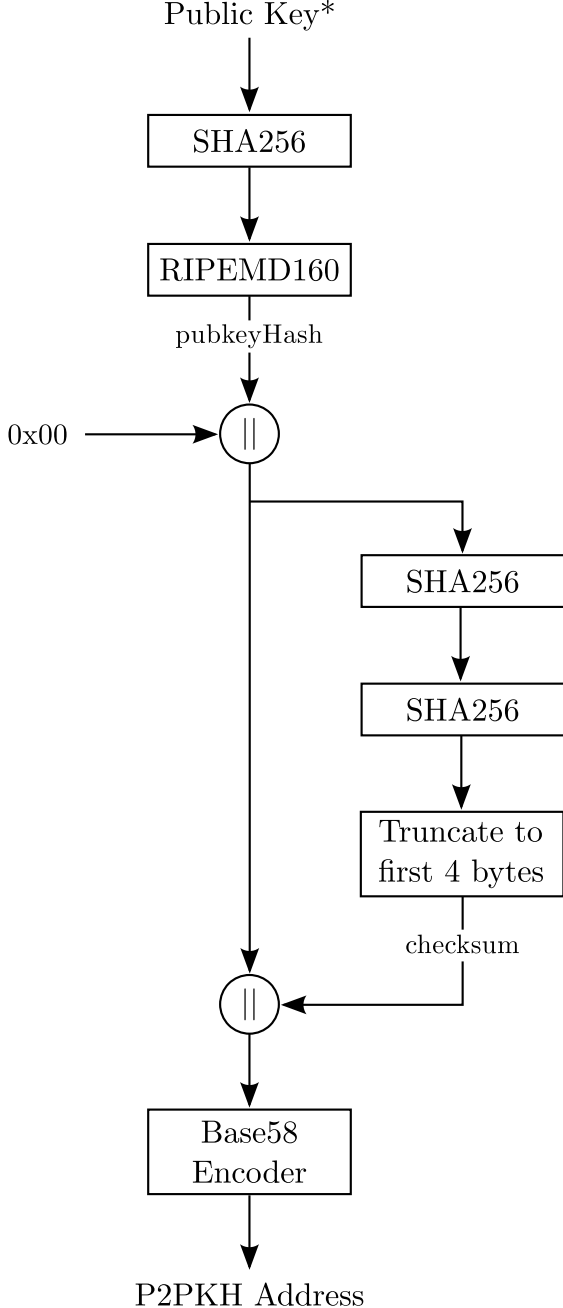 Public Key*
SHA256
RIPEMD160
pubkeyHash
0x00
||
SHA256
SHA256
Truncate to
first 4 bytes
checksum
||
Base58
Encoder
P2PKH Address